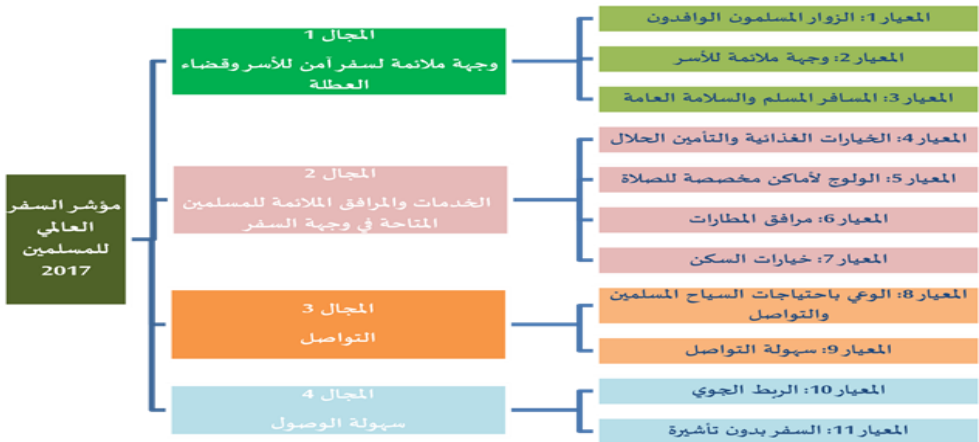 مؤشر السفر
العالمي
للمسلمين
2017
المجال 1
وجهة ملائمة لسفر آمن للأسر وقضاء
العطلة
المعيار 1: الزوار المسلمون الوافدون
المعيار 2: وجهة ملائمة للأسر
المعيار 3: المسافر المسلم والسلامة العامة
المجال 2
الخدمات والمرافق الملائمة للمسلمين
المتاحة في وجهة السفر
المعيار 4: الخيارات الغذائية والتأمين الحلال
المعيار 5: الولوج لأماكن مخصصة للصلاة
المعيار 6: مرافق المطارات
المعيار 7: خيارات السكن
المجال 3
التواصل
المعيار 8: الوعي باحتياجات السياح المسلمين
والتواصل
المعيار 9: سهولة التواصل
المجال 4
سهولة الوصول
المعيار 10: الربط الجوي
المعيار 11: السفر بدون تأشيرة